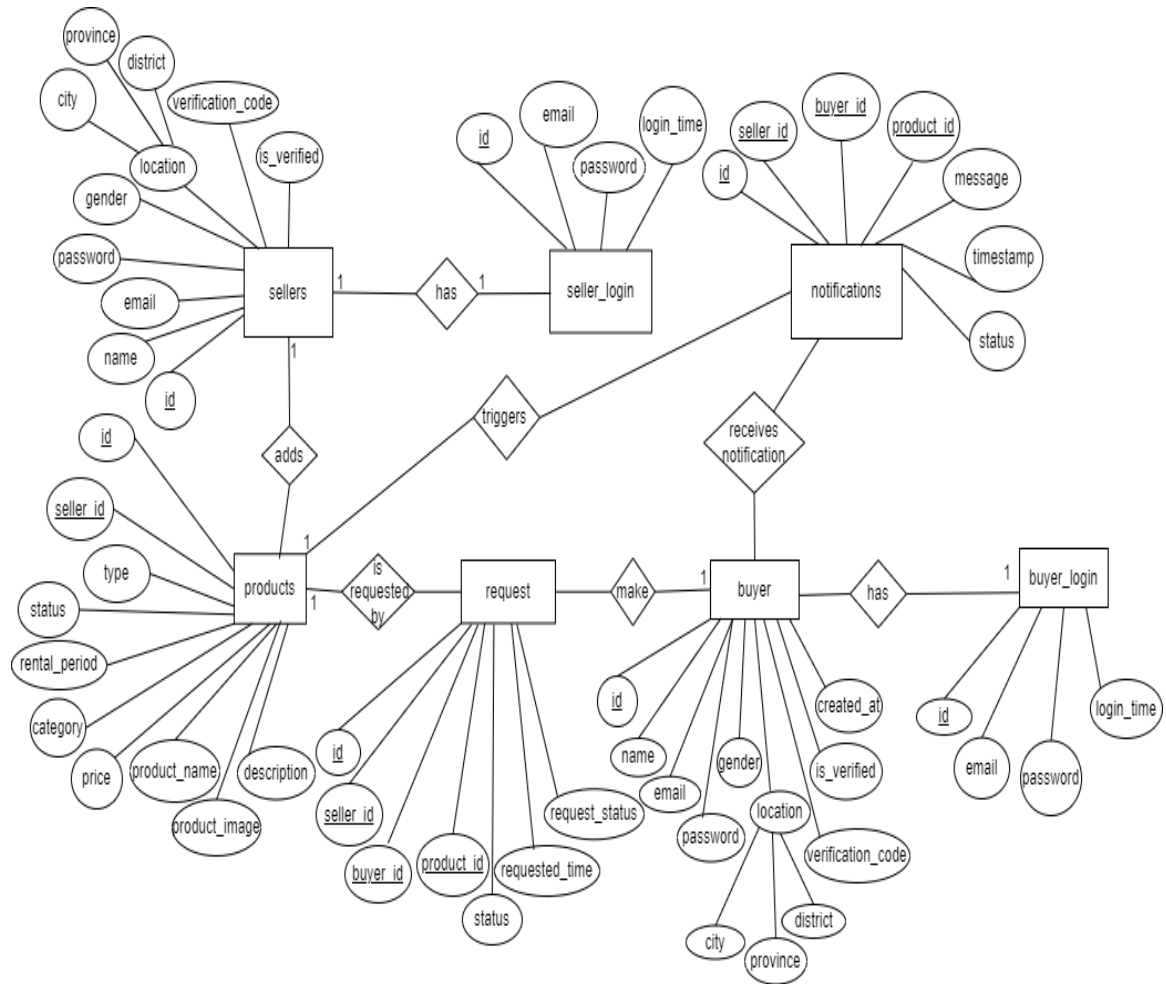 province
district
city
verification_code
is_verified
location
gender
password
email
name
id
sellers
1
has
1
seller_login
id
email
password
login_time
notifications
id
seller_id
buyer_id
product_id
message
timestamp
status
1
adds
triggers
receives
notification
id
seller_id
type
status
rental_period
category
price
product_name
product_image
description
products
1
1
is
requested
by
request
make
1
buyer
has
1
buyer_login
id
seller_id
buyer_id
product_id
status
requested_time
request_status
id
name
email
password
gender
location
city
province
district
verification_code
is_verified
created_at
id
email
password
login_time